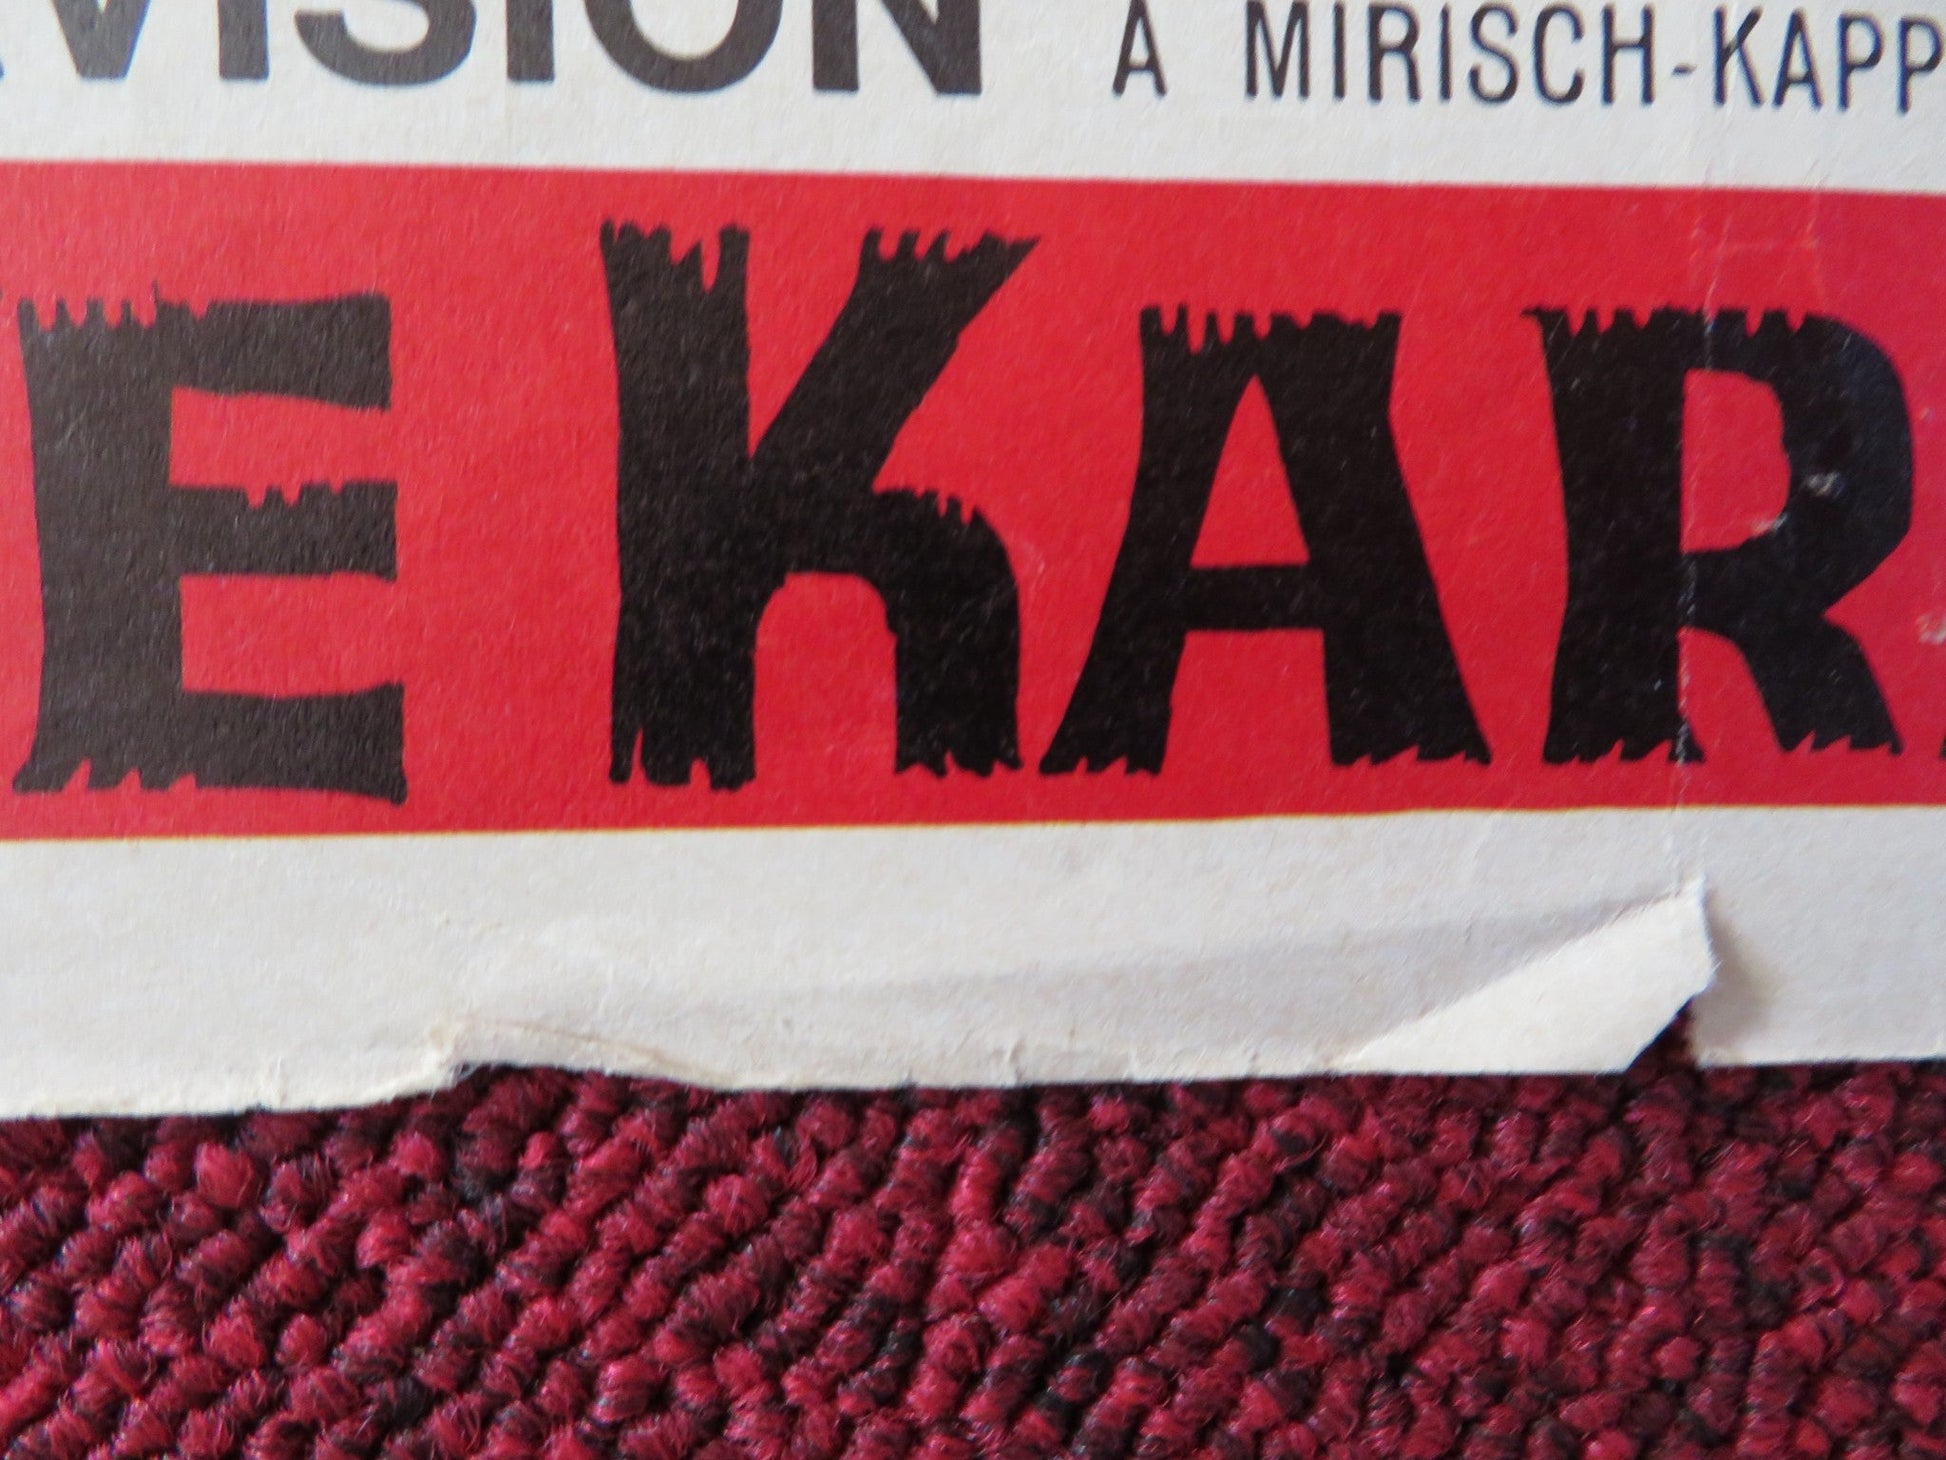 VISION A MIRISCH-KAPP
E KAR